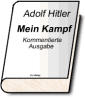 Adolf Hitler
Mein Kampf
Kommentierte
Ausgabe